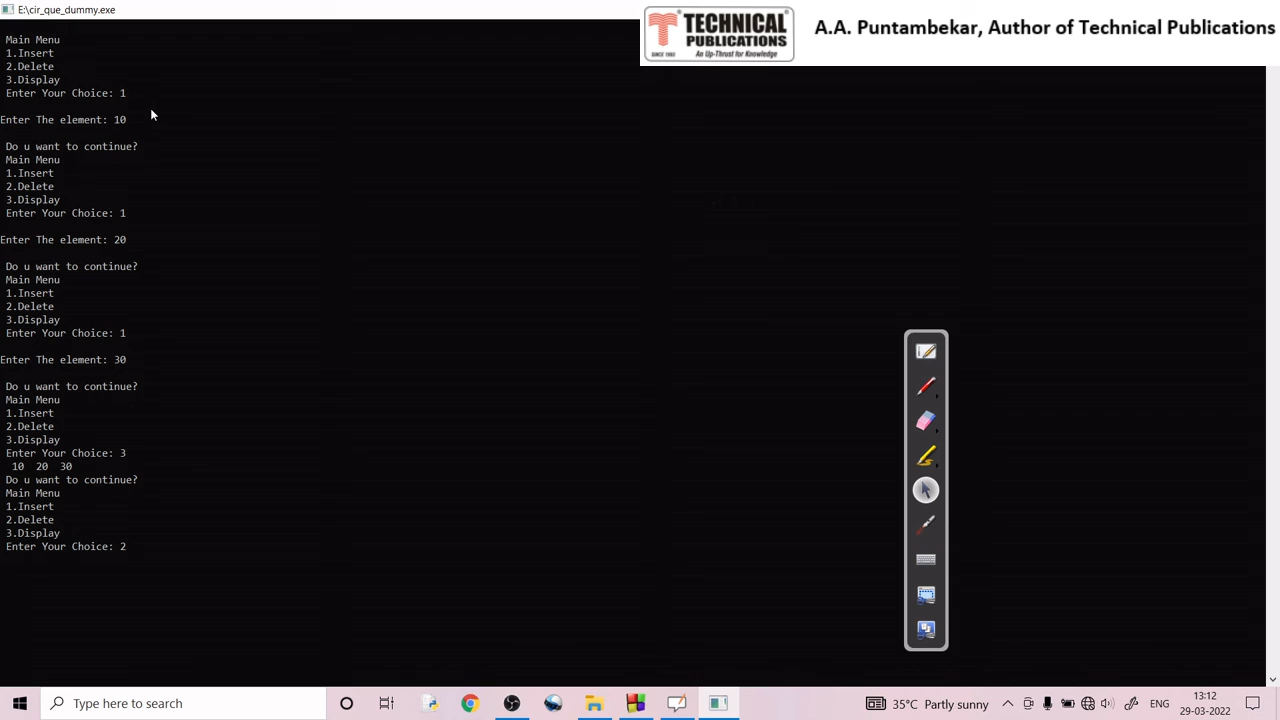 E:\cir_que_dummy.exe
Main Menu
1.Insert
2.Delete
3.Display
Enter Your Choice: 1
Enter The element: 10
Do u want to continue?
Main Menu
1.Insert
2.Delete
3.Display
Enter Your Choice: 1
Enter The element: 20
Do u want to continue?
Main Menu
1.Insert
2.Delete
3.Display
Enter Your Choice: 1
Enter The element: 30
Do u want to continue?
Main Menu
1.Insert
2.Delete
3.Display
Enter Your Choice: 3
10 20 30
Do u want to continue?
Main Menu
1.Insert
2.Delete
3.Display
Enter Your Choice: 2
TECHNICAL
PUBLICATIONS
SINCE 1993 An Up-Thrust for Knowledge
A.A. Puntambekar, Author of Technical Publications
Type here to search
35°C Partly sunny
ENG
13:12
29-03-2022